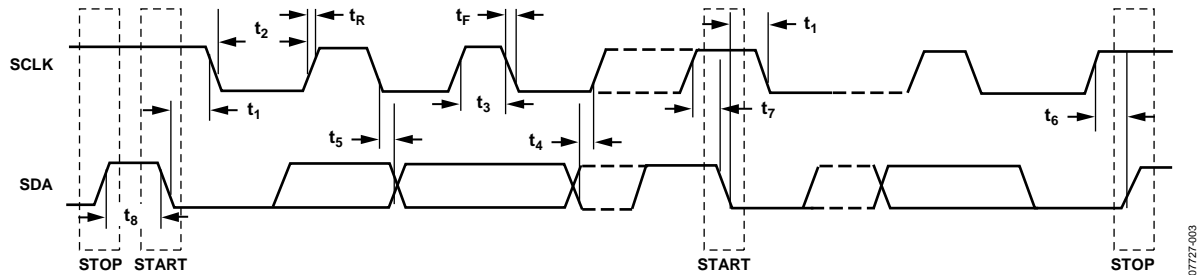 t2
tR
tF
t1
SCLK
t1
t3
t7
t6
t5
t4
SDA
t8
STOP START
START
STOP
07727-003